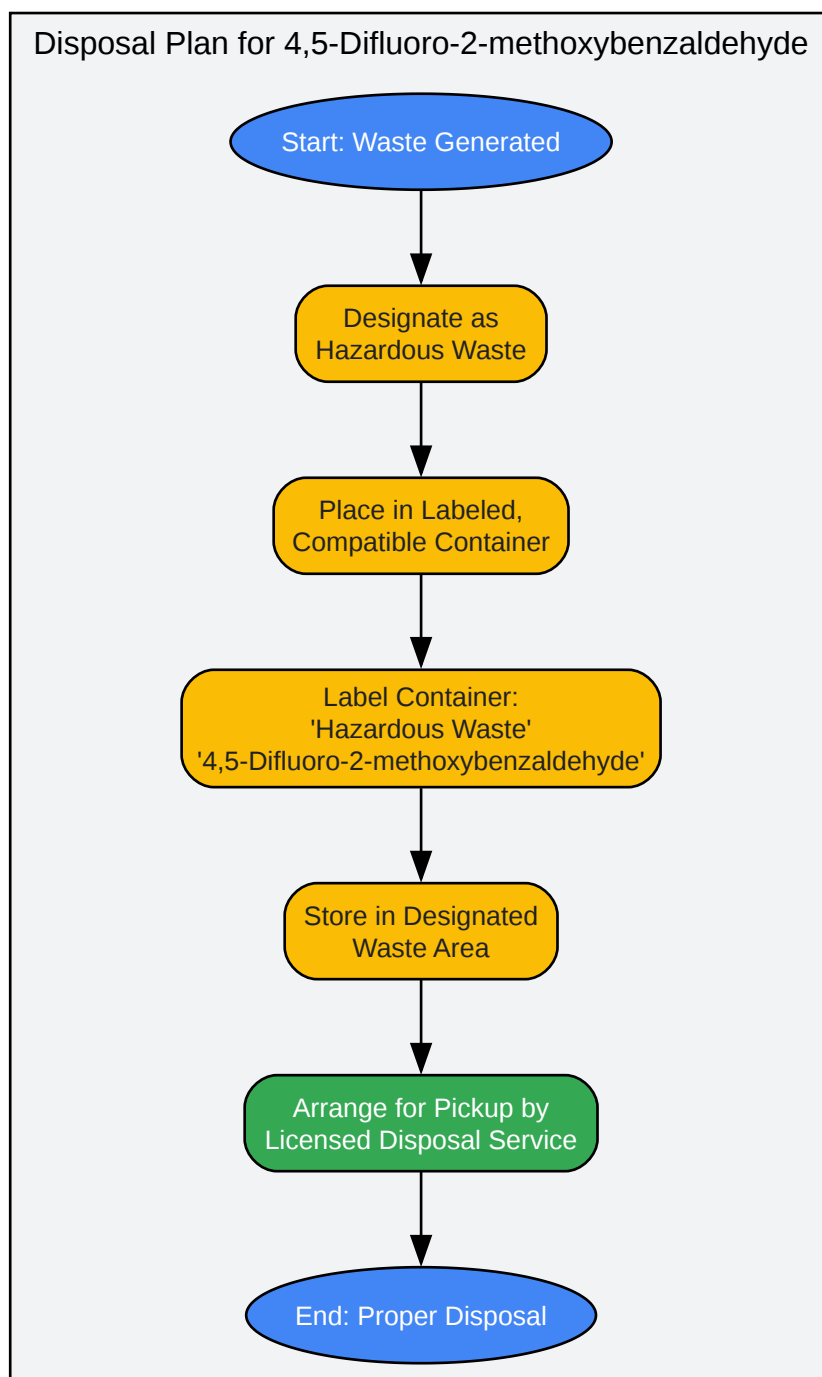 Disposal Plan for 4,5-Difluoro-2-methoxybenzaldehyde
Start: Waste Generated
Designate as
Hazardous Waste
Place in Labeled,
Compatible Container
Label Container:
'Hazardous Waste'
'4,5-Difluoro-2-methoxybenzaldehyde'
Store in Designated
Waste Area
Arrange for Pickup by
Licensed Disposal Service
End: Proper Disposal